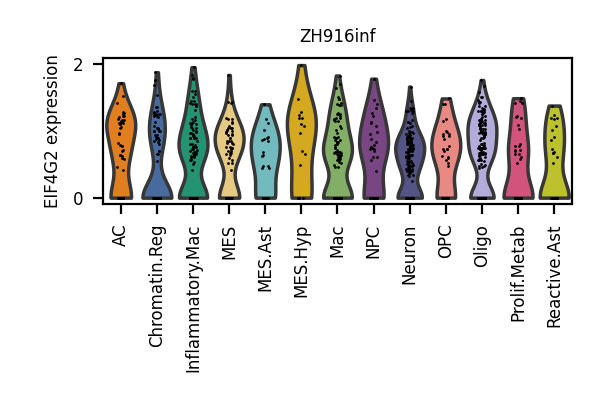 ZH916inf
EIF4G2 expression
2
0
AC
Chromatin.Reg
Inflammatory.Mac
MES
MES.Ast
MES.Hyp
Mac
NPC
Neuron
OPC
Oligo
Prolif.Metab
Reactive.Ast